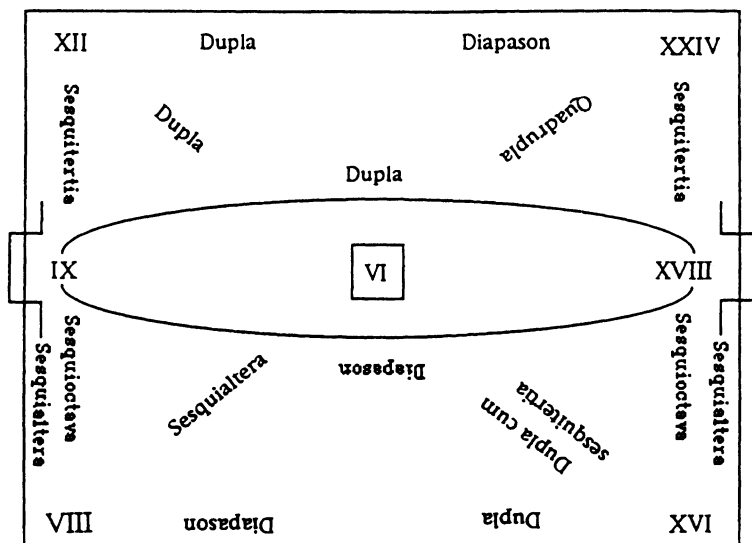 XII Dupla Diapason XXIV
Sesquitertia Dupla Quadrupla Sesquitertia
Dupla
IX VI XVIII
Sesquialtera Sesquioctava Sesquioctava Sesquialtera
Diapason
Sesquialtera
Dupla cum
sesquitertia
VIII Diapason Dupla XVI